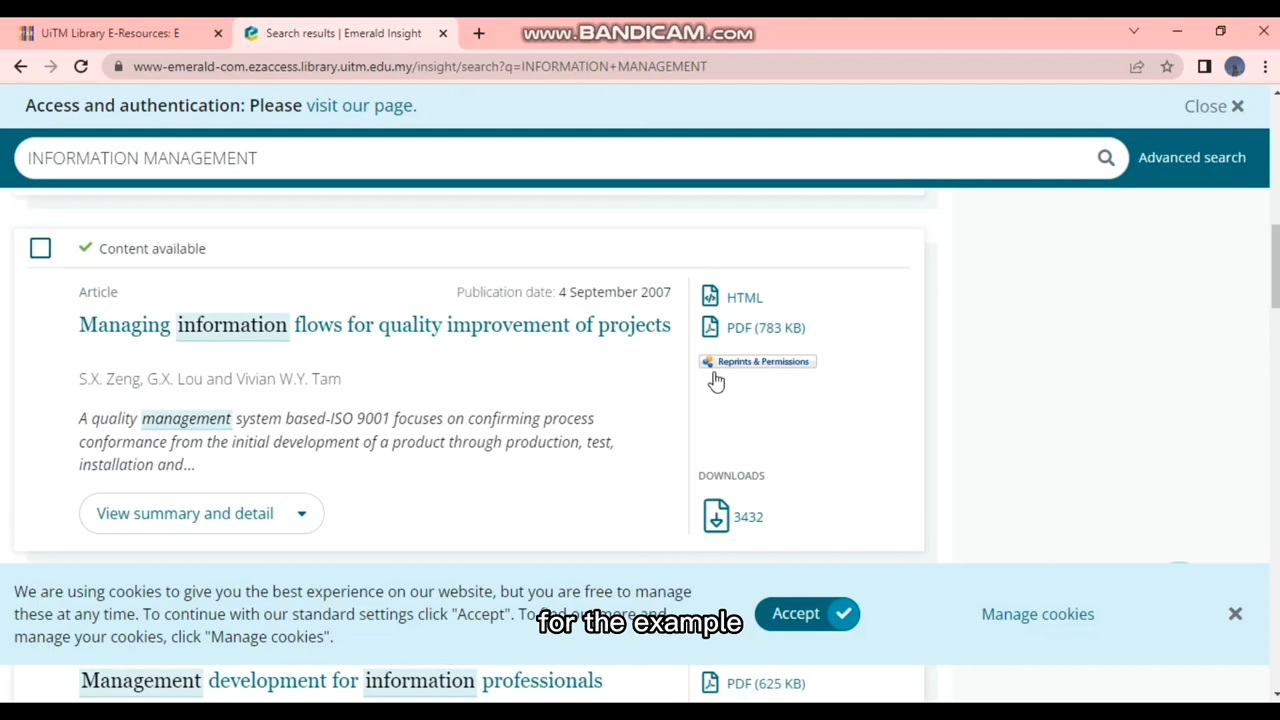 UiTM Library E-Resources: E
Search results | Emerald Insight
www.BANDICAM.com
www-emerald-com.ezaccess.library.uitm.edu.my/insight/search?q=INFORMATION+MANAGEMENT
Access and authentication: Please visit our page.
Close
INFORMATION MANAGEMENT
Advanced search
Content available
Article
Publication date: 4 September 2007
Managing information flows for quality improvement of projects
S.X. Zeng, G.X. Lou and Vivian W.Y. Tam
A quality management system based-ISO 9001 focuses on confirming process
conformance from the initial development of a product through production, test,
installation and...
View summary and detail
HTML
PDF (783 KB)
Reprints & Permissions
DOWNLOADS
3432
We are using cookies to give you the best experience on our website, but you are free to manage
these at any time. To continue with our standard settings click "Accept". To find out more and
manage your cookies, click "Manage cookies".
for the example
Accept
Manage cookies
Management development for information professionals
PDF (625 KB)